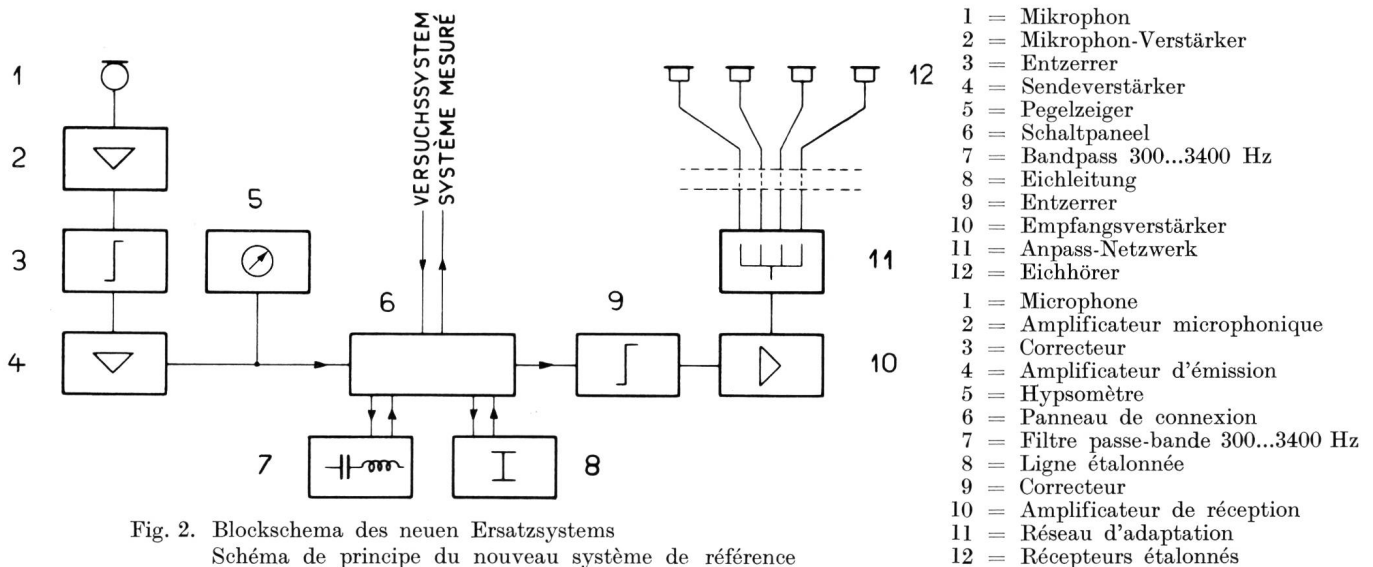 1
2
3
4
5
6
7
8
9
10
11
12
VERSUCHSSYSTEM
SYSTÈME MESURÉ
Fig. 2. Blockschema des neuen Ersatzsystems
Schéma de principe du nouveau système de référence
1 = Mikrophon
2 = Mikrophon-Verstärker
3 = Entzerrer
4 = Sendeverstärker
5 = Pegelzeiger
6 = Schaltpaneel
7 = Bandpass 300...3400 Hz
8 = Eichleitung
9 = Entzerrer
10 = Empfangsverstärker
11 = Anpass-Netzwerk
12 = Eichhörer
1 = Microphone
2 = Amplificateur microphonique
3 = Correcteur
4 = Amplificateur d'émission
5 = Hypsomètre
6 = Panneau de connexion
7 = Filtre passe-bande 300...3400 Hz
8 = Ligne étalonnée
9 = Correcteur
10 = Amplificateur de réception
11 = Réseau d'adaptation
12 = Récepteurs étalonnés